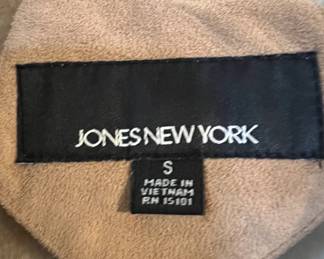 JONES NEW YORK
S
MADE IN
VIETNAM
RN 15101